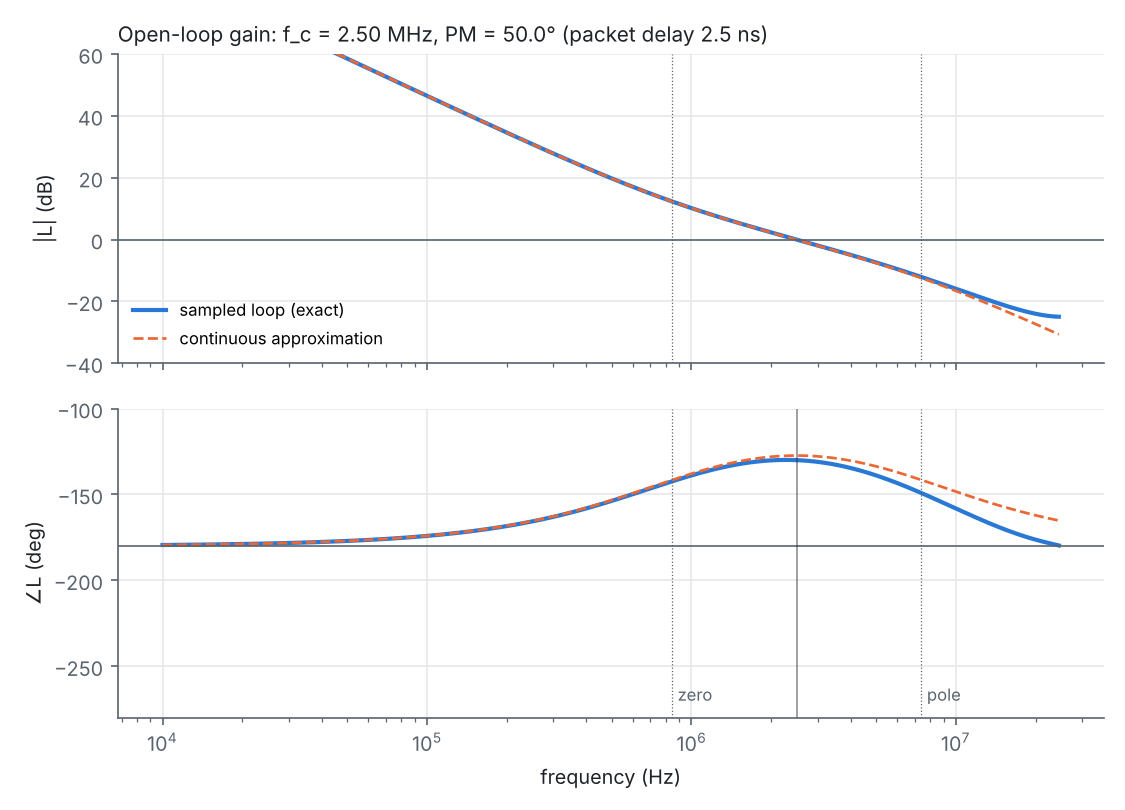 Open-loop gain: f_c = 2.50 MHz, PM = 50.0° (packet delay 2.5 ns)
60
40
20
0
−20
−40
|L| (dB)
sampled loop (exact)
continuous approximation
−100
−150
−200
−250
∠L (deg)
zero
pole
10⁴
10⁵
10⁶
10⁷
frequency (Hz)